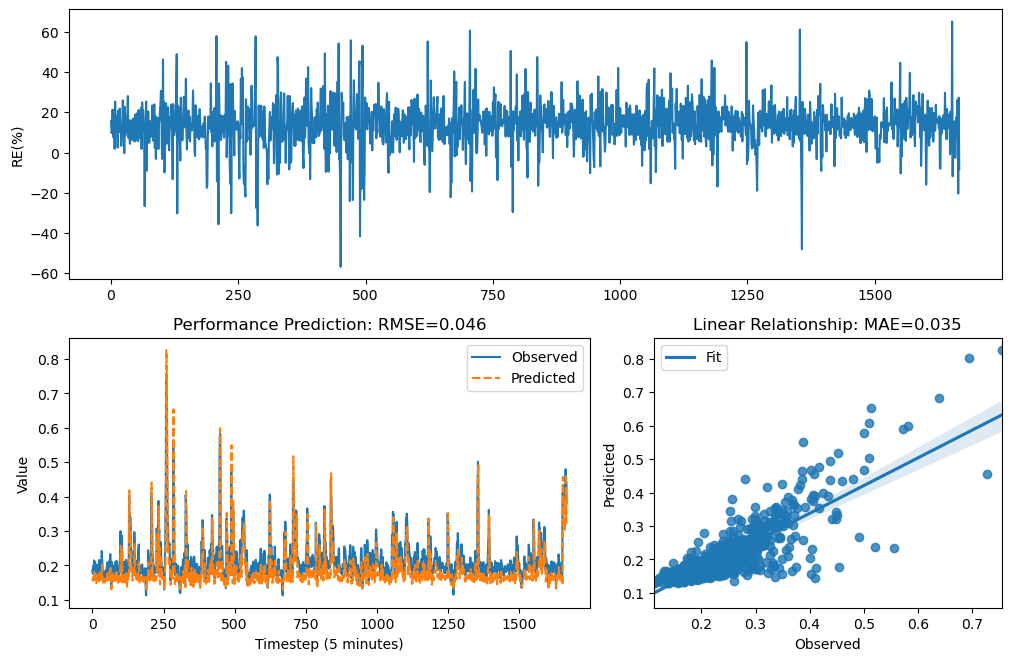 60
40
20
0
−20
−40
−60
RE(%)
0 250 500 750 1000 1250 1500
Performance Prediction: RMSE=0.046
Observed
Predicted
0.8
0.7
0.6
0.5
0.4
0.3
0.2
0.1
Value
0 250 500 750 1000 1250 1500
Timestep (5 minutes)
Linear Relationship: MAE=0.035
Fit
0.8
0.7
0.6
0.5
0.4
0.3
0.2
0.1
Predicted
0.2 0.3 0.4 0.5 0.6 0.7
Observed